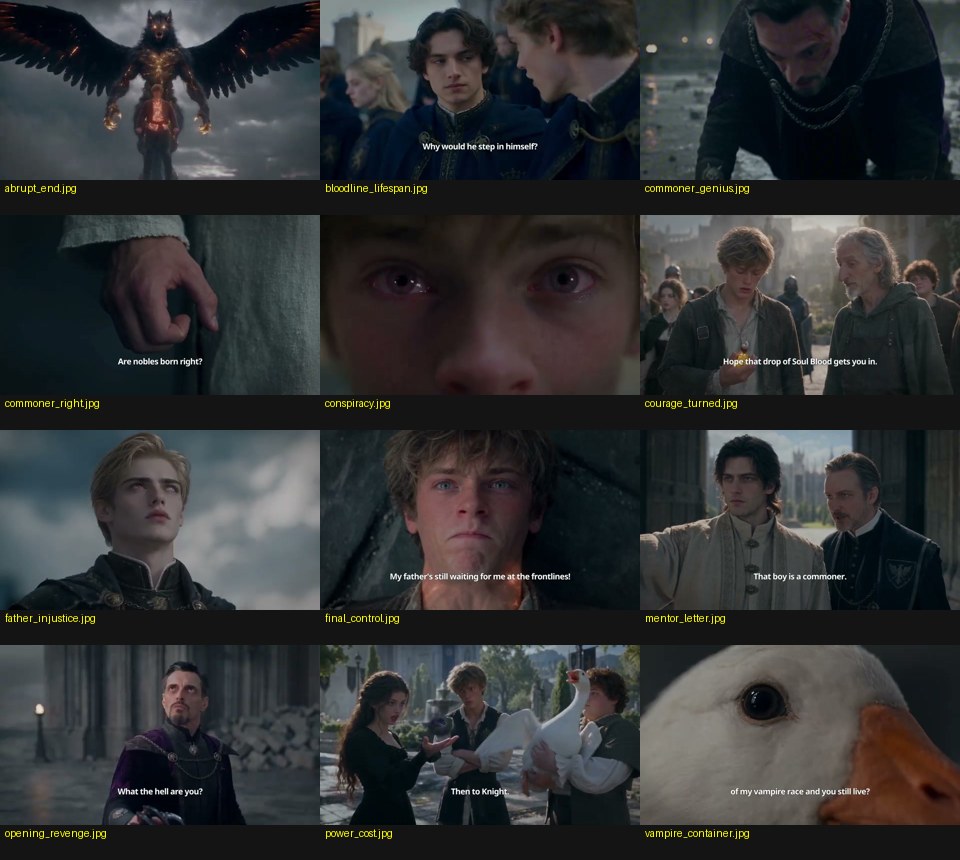 abrupt_end.jpg
Why would he step in himself?
bloodline_lifespan.jpg
commoner_genius.jpg
Are nobles born right?
commoner_right.jpg
conspiracy.jpg
Hope that drop of Soul Blood gets you in.
courage_turned.jpg
father_injustice.jpg
My father's still waiting for me at the frontlines!
final_control.jpg
That boy is a commoner.
mentor_letter.jpg
What the hell are you?
opening_revenge.jpg
Then to Knight.
power_cost.jpg
of my vampire race and you still live?
vampire_container.jpg